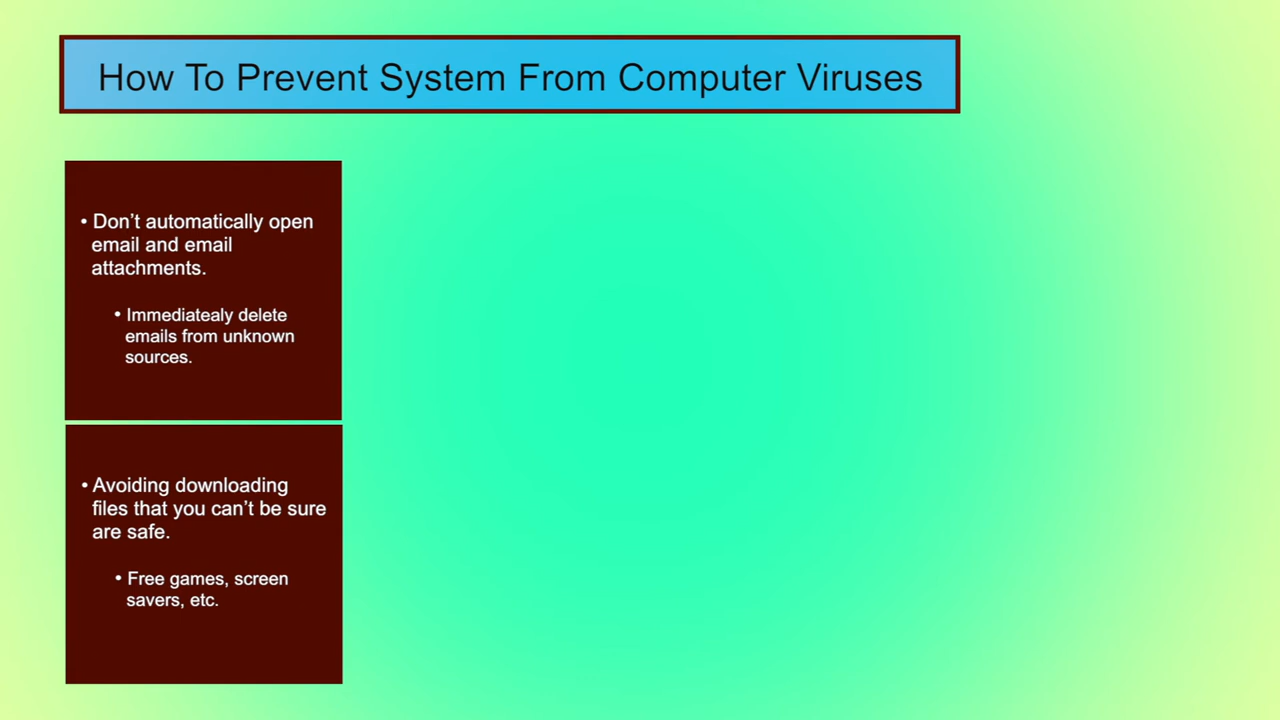 How To Prevent System From Computer Viruses
• Don’t automatically open
email and email
attachments.
• Immediatealy delete
emails from unknown
sources.
• Avoiding downloading
files that you can’t be sure
are safe.
• Free games, screen
savers, etc.